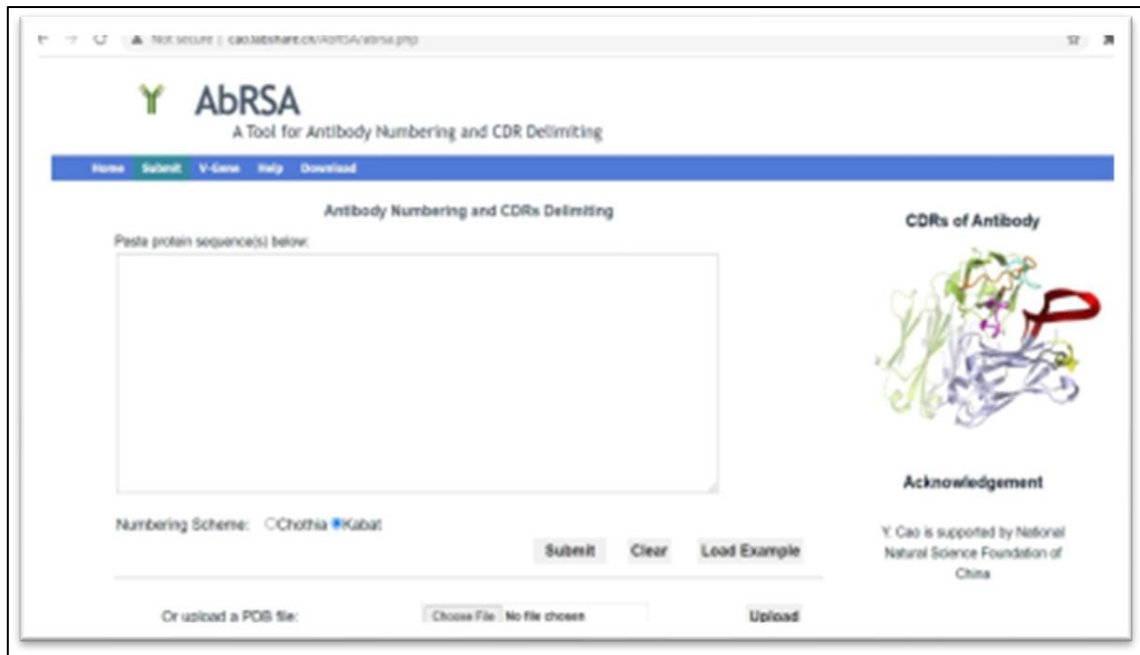 Not secure | cao.labshare.cn/AbRSA/abrsa.php
AbRSA
A Tool for Antibody Numbering and CDR Delimiting
Home Submit V-Gene Help Download
Antibody Numbering and CDRs Delimiting
Pasta protein sequence(s) below:
Numbering Scheme: Chothia Kabat
Submit Clear Load Example
Or upload a PDB file: Choose File No file chosen Upload
CDRs of Antibody
Acknowledgement
Y. Cao is supported by National
Natural Science Foundation of
China